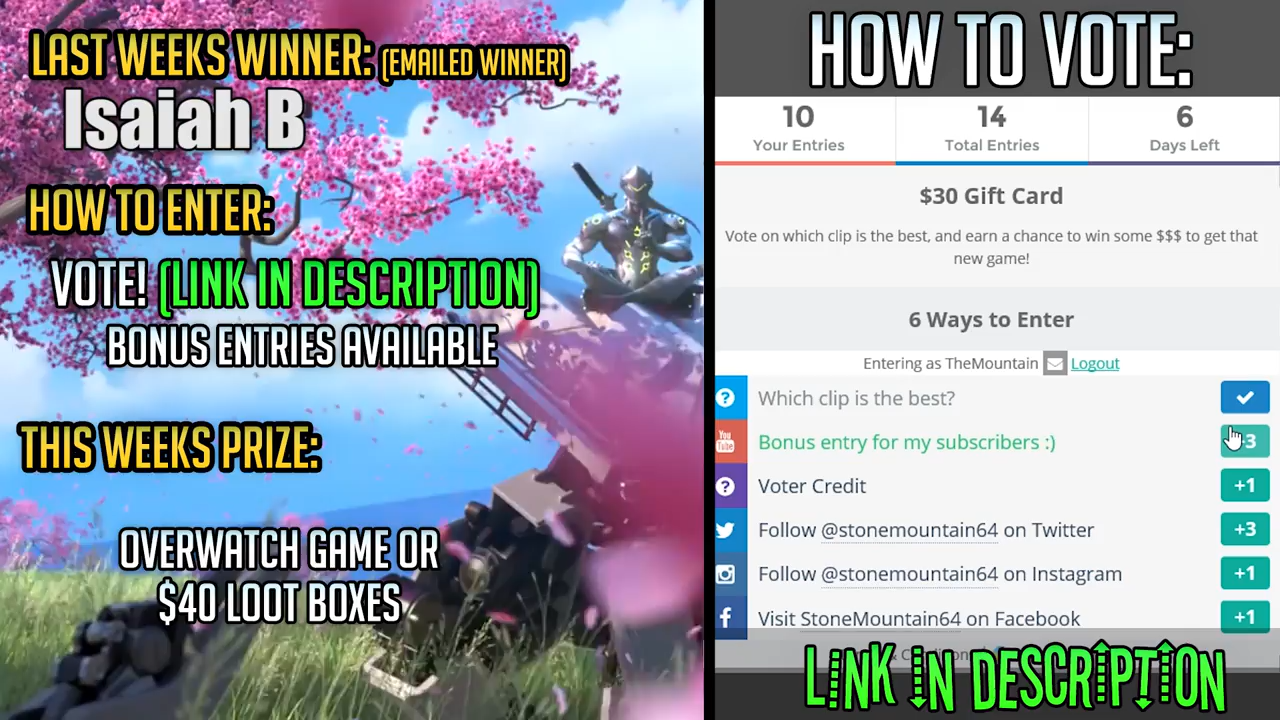 LAST WEEKS WINNER: (EMAILED WINNER)
Isaiah B
HOW TO ENTER:
VOTE! (LINK IN DESCRIPTION)
BONUS ENTRIES AVAILABLE
THIS WEEKS PRIZE:
OVERWATCH GAME OR
$40 LOOT BOXES
HOW TO VOTE:
10 14 6
Your Entries Total Entries Days Left
$30 Gift Card
Vote on which clip is the best, and earn a chance to win some $$$ to get that
new game!
6 Ways to Enter
Entering as TheMountain Logout
Which clip is the best?
You Tube Bonus entry for my subscribers :) +3
Voter Credit +1
Follow @stonemountain64 on Twitter +3
Follow @stonemountain64 on Instagram +1
Visit StoneMountain64 on Facebook +1
LINK IN DESCRIPTION